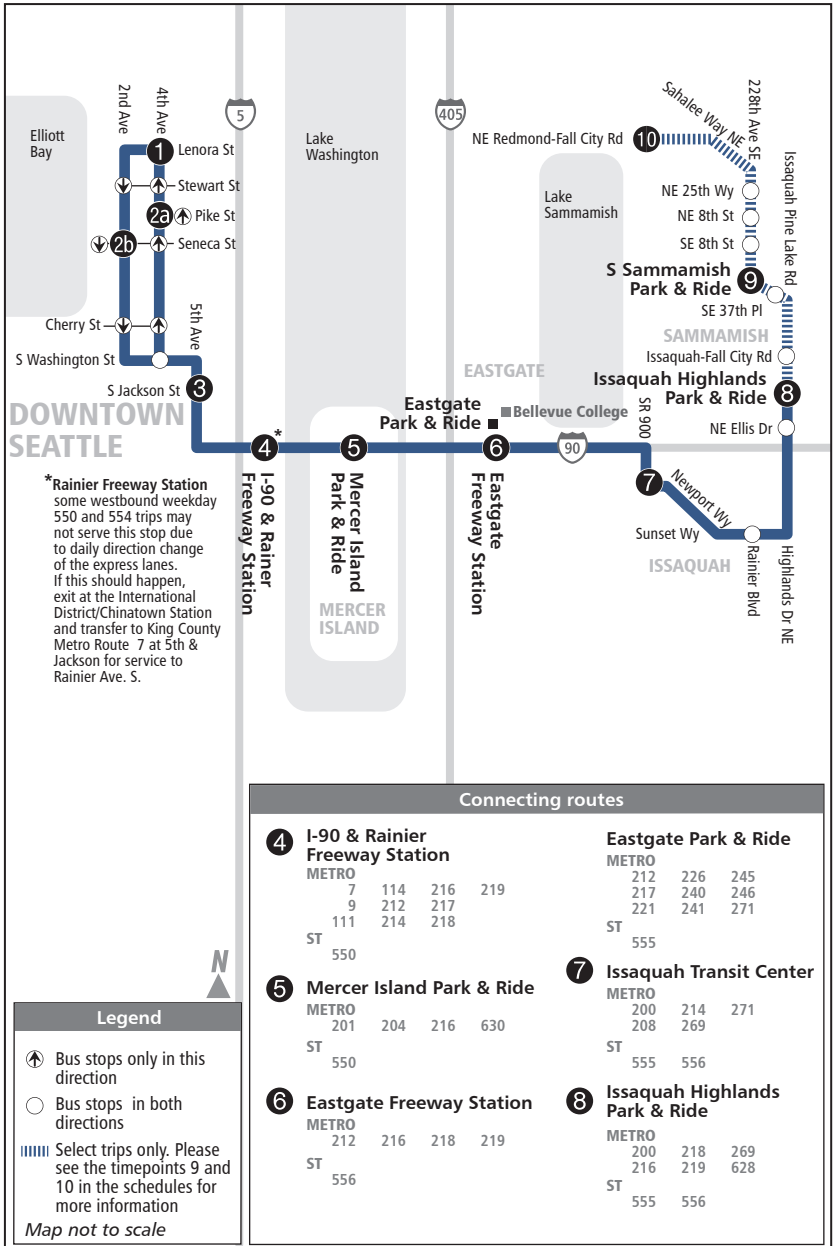 2nd Ave
4th Ave
5
405
Elliott
Bay
1
Lenora St
Stewart St
2a
Pike St
2b
Seneca St
Cherry St
5th Ave
S Washington St
3
S Jackson St
DOWNTOWN
SEATTLE
Lake
Washington
NE Redmond-Fall City Rd
10
Sahalee Way NE
228th Ave SE
Issaquah Pine Lake Rd
Lake
Sammamish
NE 25th Wy
NE 8th St
SE 8th St
S Sammamish
Park & Ride
9
SE 37th Pl
SAMMAMISH
Issaquah-Fall City Rd
EASTGATE
Issaquah Highlands
Park & Ride
8
Eastgate
Park & Ride
Bellevue College
SR 900
NE Ellis Dr
4
*
5
6
90
7
Newport Wy
Sunset Wy
ISSAQUAH
Rainier Blvd
Highlands Dr NE
I-90 & Rainer
Freeway Station
Mercer Island
Park & Ride
MERCER
ISLAND
Eastgate
Freeway Station
*Rainier Freeway Station
some westbound weekday
550 and 554 trips may
not serve this stop due
to daily direction change
of the express lanes.
If this should happen,
exit at the International
District/Chinatown Station
and transfer to King County
Metro Route 7 at 5th &
Jackson for service to
Rainier Ave. S.
N
Legend
Bus stops only in this
direction
Bus stops in both
directions
Select trips only. Please
see the timepoints 9 and
10 in the schedules for
more information
Map not to scale
Connecting routes
4 I-90 & Rainier
Freeway Station
METRO
7 114 216 219
9 212 217
111 214 218
ST
550
5 Mercer Island Park & Ride
METRO
201 204 216 630
ST
550
6 Eastgate Freeway Station
METRO
212 216 218 219
ST
556
Eastgate Park & Ride
METRO
212 226 245
217 240 246
221 241 271
ST
555
7 Issaquah Transit Center
METRO
200 214 271
208 269
ST
555 556
8 Issaquah Highlands
Park & Ride
METRO
200 218 269
216 219 628
ST
555 556